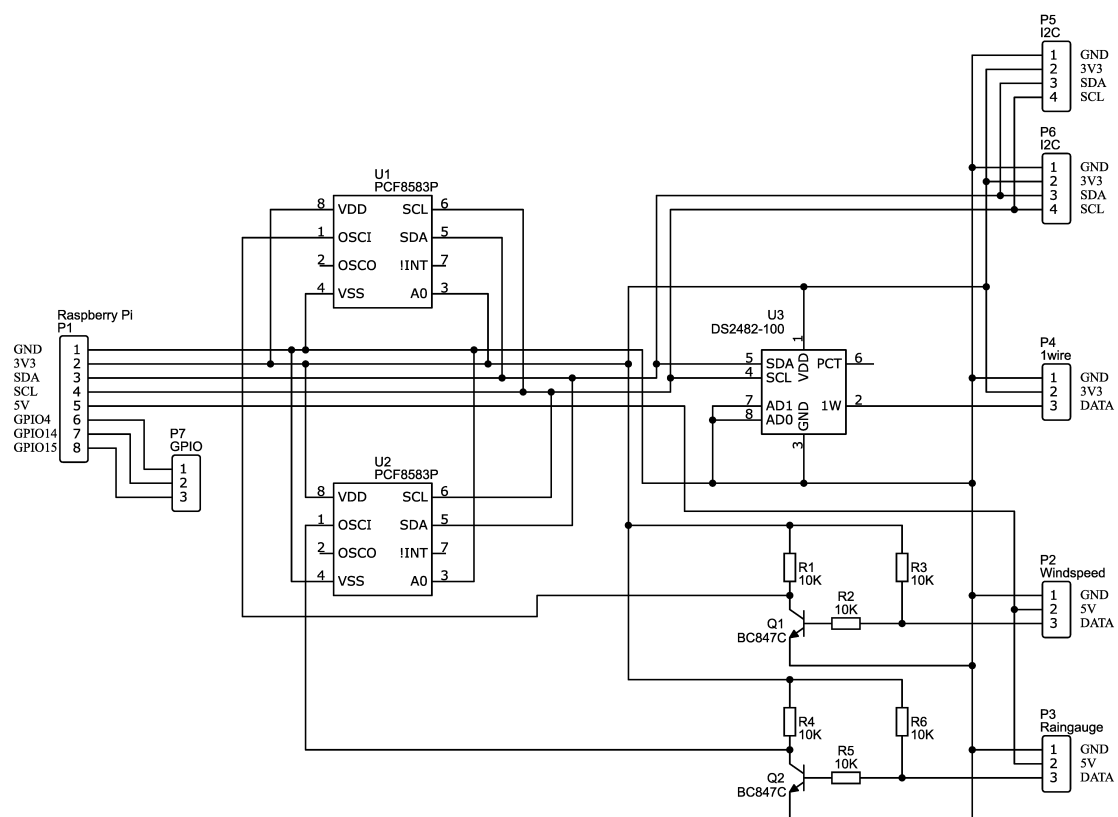 P5
I2C
1 GND
2 3V3
3 SDA
4 SCL
P6
I2C
1 GND
2 3V3
3 SDA
4 SCL
U1
PCF8583P
8 VDD SCL 6
1 OSCI SDA 5
2 OSCO !INT 7
4 VSS A0 3
Raspberry Pi
P1
GND 1
3V3 2
SDA 3
SCL 4
5V 5
GPIO4 6
GPIO14 7
GPIO15 8
P7
GPIO
1
2
3
U3
DS2482-100
1
5 SDA VDD PCT 6
4 SCL
7 AD1 1W 2
8 AD0 GND
3
P4
1wire
1 GND
2 3V3
3 DATA
U2
PCF8583P
8 VDD SCL 6
1 OSCI SDA 5
2 OSCO !INT 7
4 VSS A0 3
R1
10K
R3
10K
R2
10K
Q1
BC847C
P2
Windspeed
1 GND
2 5V
3 DATA
R4
10K
R6
10K
R5
10K
Q2
BC847C
P3
Raingauge
1 GND
2 5V
3 DATA